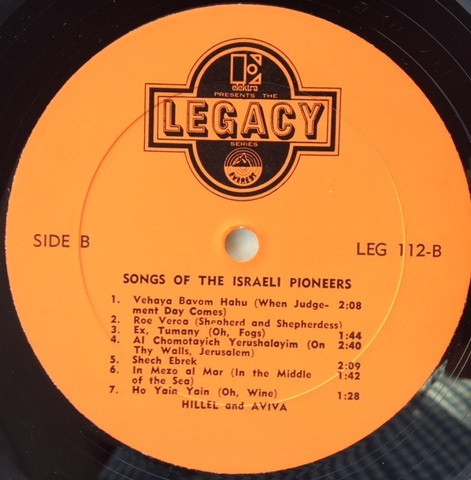 elektra
PRESENTS THE
LEGACY
SERIES
EVEREST
SIDE B
LEG 112-B
SONGS OF THE ISRAELI PIONEERS
1. Vehaya Bavom Hahu (When Judge- 2:08
ment Day Comes)
2. Roe Veroa (Shepherd and Shepherdess)
3. Ex, Tumany (Oh, Fogs) 1:44
4. Al Chomotayich Yerushalayim (On 2:40
Thy Walls, Jerusalem)
5. Shech Ebrek 2:09
6. In Mezo al Mar (In the Middle 1:42
of the Sea)
7. Ho Yain Yain (Oh, Wine) 1:28
HILLEL and AVIVA